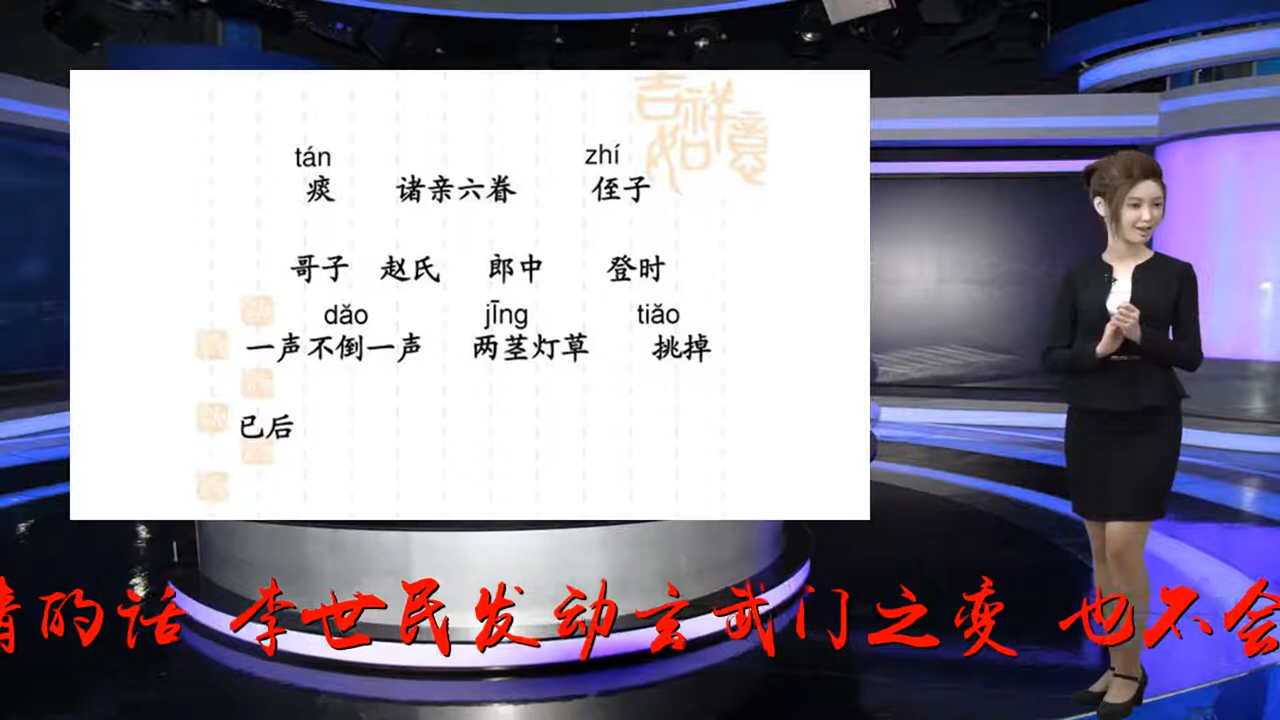 吉祥如意
tán zhí
痰 诸亲六眷 侄子
哥子 赵氏 郎中 登时
dǎo jīng tiǎo
一声不倒一声 两茎灯草 挑掉
已后
的话 李世民发动玄武门之变 也不会